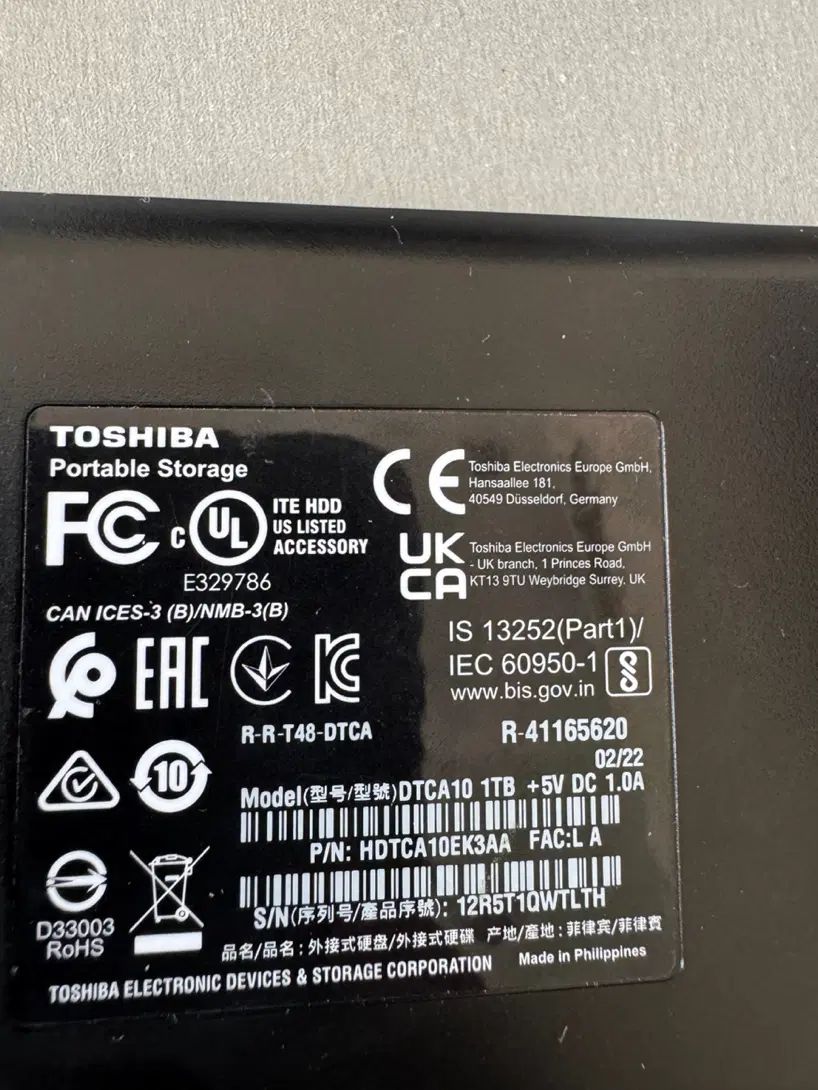 TOSHIBA
Portable Storage
FC
c UL
ITE HDD
US LISTED
ACCESSORY
E329786
CAN ICES-3 (B)/NMB-3(B)
CE
Toshiba Electronics Europe GmbH,
Hansaallee 181,
40549 Düsseldorf, Germany
UK
CA
Toshiba Electronics Europe GmbH
- UK branch, 1 Princes Road,
KT13 9TU Weybridge Surrey, UK
EAC
IS 13252(Part1)/
IEC 60950-1
www.bis.gov.in
R-R-T48-DTCA
R-41165620
02/22
10
Model(型号/型號)DTCA10 1TB +5V DC 1.0A
P/N: HDTCA10EK3AA FAC:L A
S/N(序列号/產品序號): 12R5T1QWTLTH
D33003
RoHS
品名/品名:外接式硬盘/外接式硬碟 产地/產地:菲律宾/菲律賓
TOSHIBA ELECTRONIC DEVICES & STORAGE CORPORATION Made in Philippines